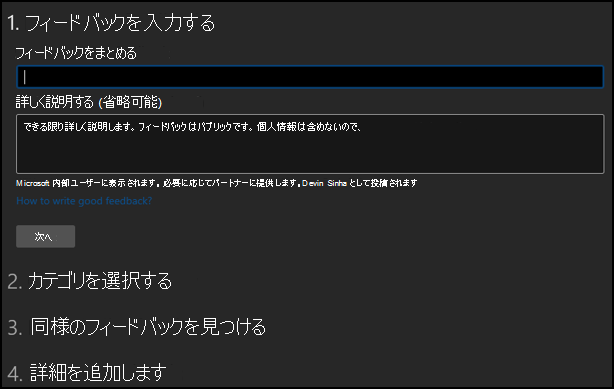 1. フィードバックを入力する
フィードバックをまとめる
詳しく説明する (省略可能)
できる限り詳しく説明します。フィードバックはパブリックです。個人情報は含めないので、
Microsoft 内部ユーザーに表示されます。必要に応じてパートナーに提供します。Devin Sinha として投稿されます
How to write good feedback?
次へ
2. カテゴリを選択する
3. 同様のフィードバックを見つける
4. 詳細を追加します